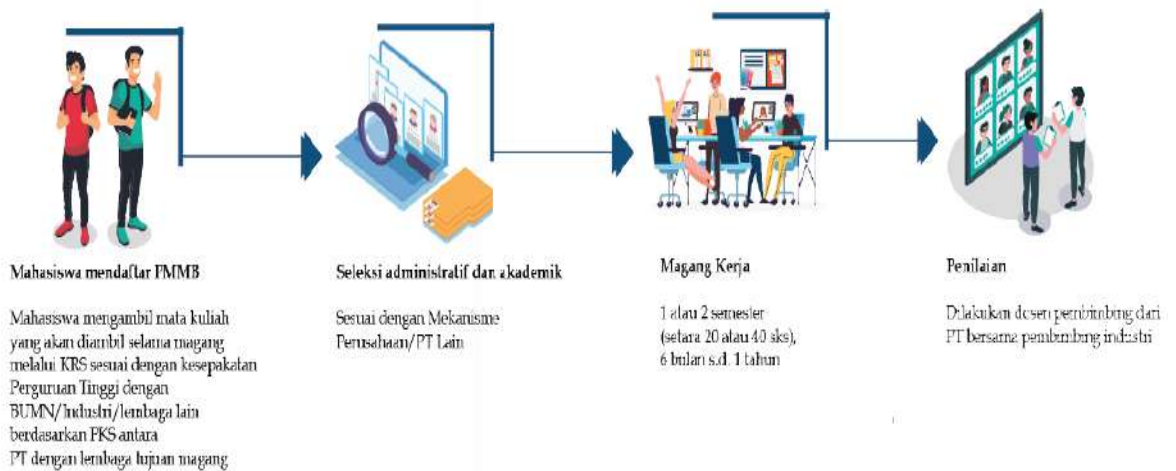 Mahasiswa mendaftar PMMB
Mahasiswa mengambil mata kuliah
yang akan diambil selama magang
melalui KRS sesuai dengan kesepakatan
Perguruan Tinggi dengan
BUMN/Industri/lembaga lain
berdasarkan PKS antara
PT dengan lembaga tujuan magang
Seleksi administratif dan akademik
Sesuai dengan Mekanisme
Perusahaan/PT Lain
Magang Kerja
1 atau 2 semester
(setara 20 atau 40 sks),
6 bulan s.d. 1 tahun
Penilaian
Dilakukan dosen pembimbing dari
PT bersama pembimbing industri